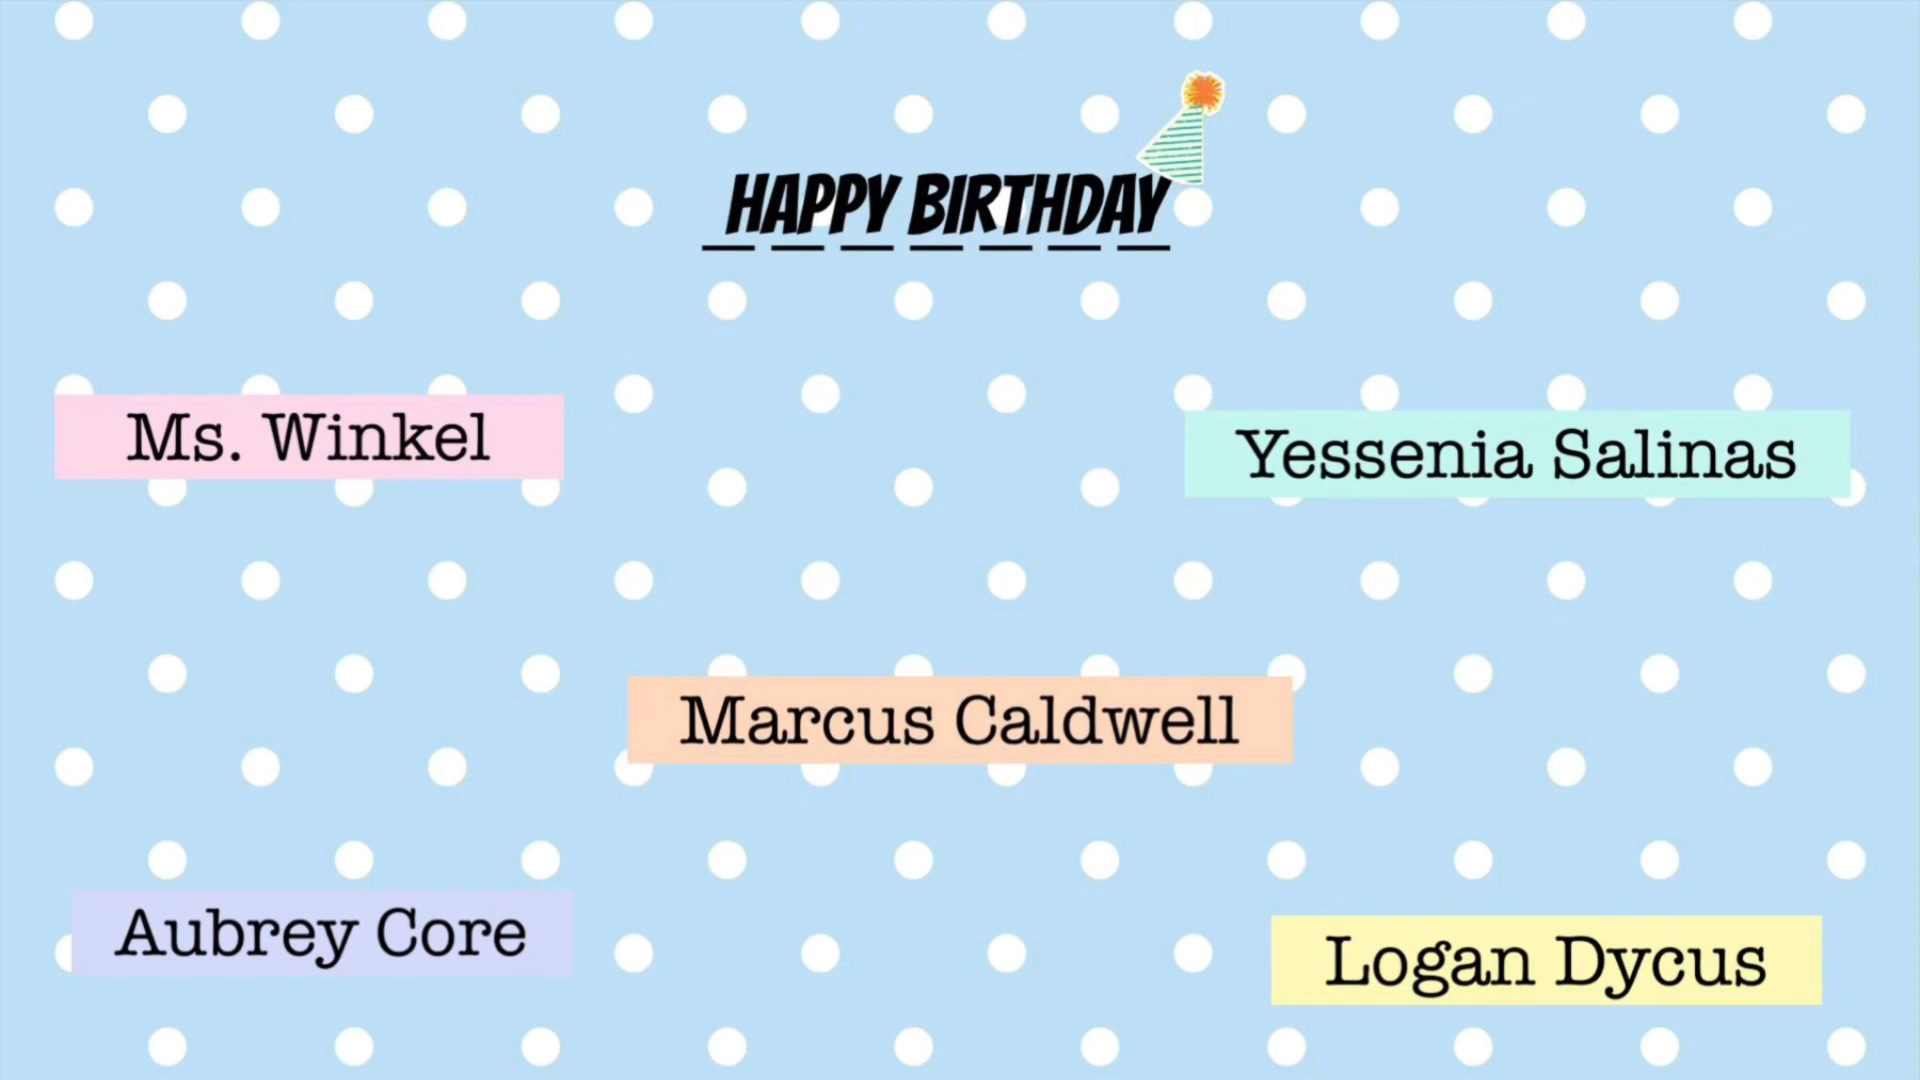 HAPPY BIRTHDAY
Ms. Winkel
Yessenia Salinas
Marcus Caldwell
Aubrey Core
Logan Dycus